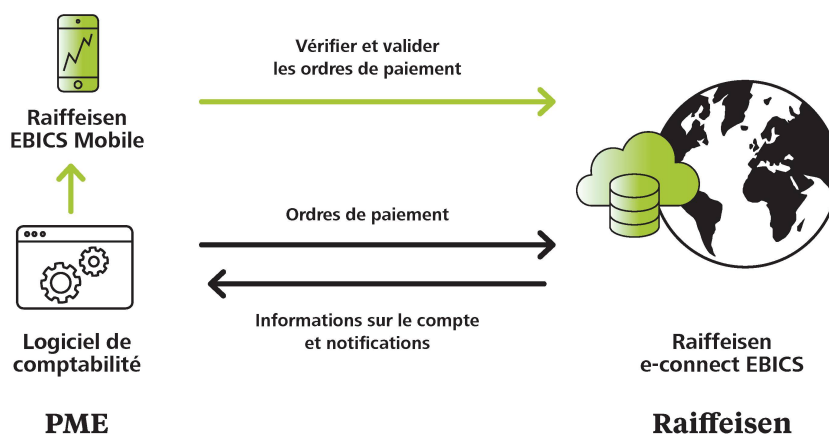 Vérifier et valider
les ordres de paiement
Raiffeisen
EBICS Mobile
Ordres de paiement
Informations sur le compte
et notifications
Logiciel de
comptabilité
Raiffeisen
e-connect EBICS
PME
Raiffeisen